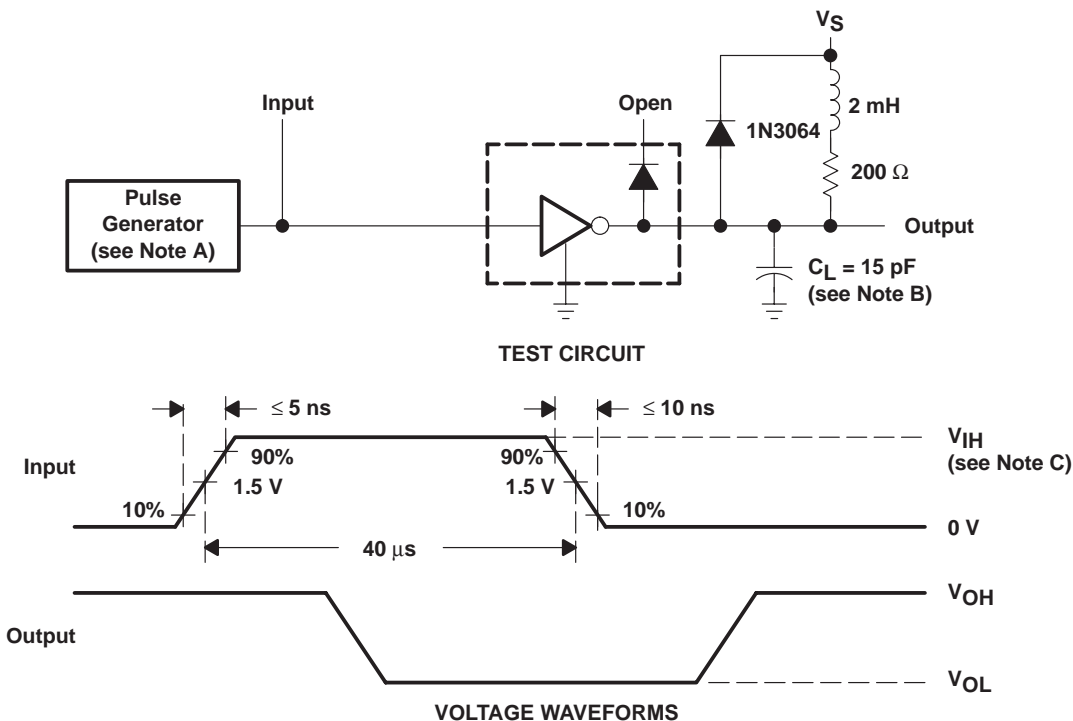 VS
Input
Open
2 mH
1N3064
200 Ω
Pulse
Generator
(see Note A)
Output
CL = 15 pF
(see Note B)
TEST CIRCUIT
≤ 5 ns
≤ 10 ns
Input
90%
90%
VIH
(see Note C)
1.5 V
1.5 V
10%
10%
0 V
40 μs
VOH
Output
VOL
VOLTAGE WAVEFORMS